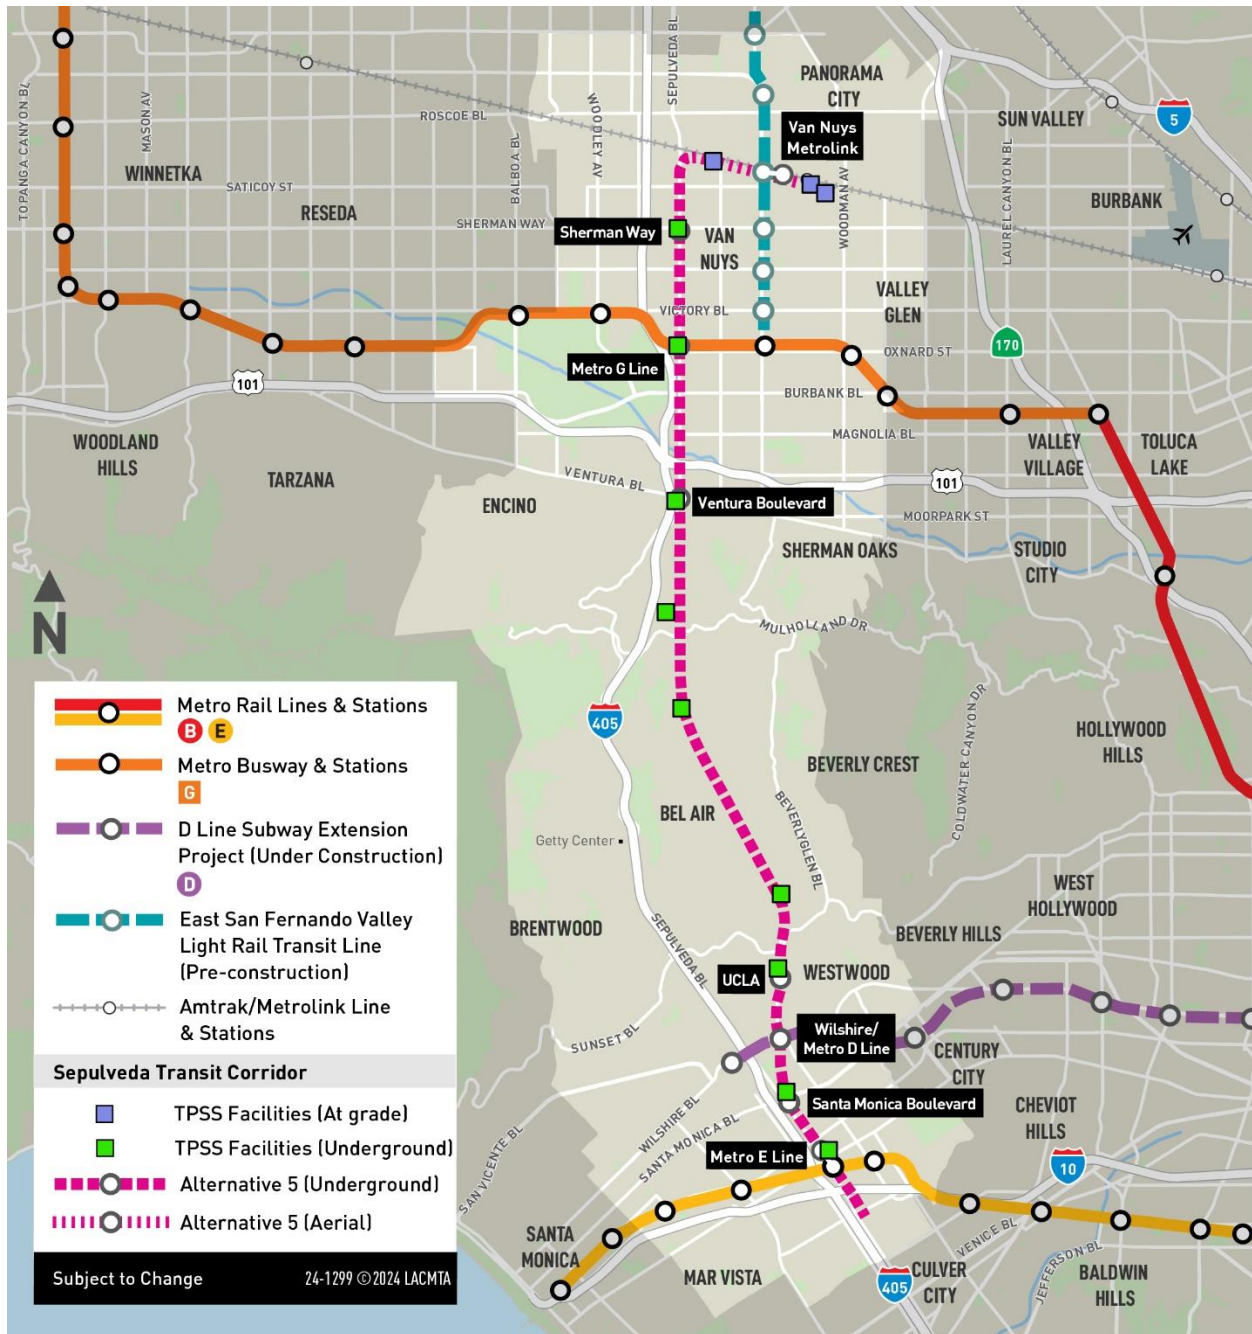 TOPANGA CANYON BL
MASON AV
WINNETKA
SATICOY ST
RESEDA
ROSCOE BL
BALBOA BL
WOODLEY AV
SHERMAN WAY
SEPULVEDA BL
PANORAMA
CITY
Van Nuys
Metrolink
WOODMAN AV
SUN VALLEY
5
LAUREL CANYON BL
BURBANK
Sherman Way
VAN
NUYS
VICTORY BL
VALLEY
GLEN
OXNARD ST
170
Metro G Line
101
BURBANK BL
MAGNOLIA BL
WOODLAND
HILLS
TARZANA
VENTURA BL
ENCINO
Ventura Boulevard
101
MOORPARK ST
VALLEY
VILLAGE
TOLUCA
LAKE
SHERMAN OAKS
STUDIO
CITY
N
MULHOLLAND DR
405
COLDWATER CANYON DR
HOLLYWOOD
HILLS
BEVERLY CREST
BEL AIR
BEVERLYGLEN BL
Getty Center
WEST
HOLLYWOOD
BRENTWOOD
SEPULVEDA BL
BEVERLY HILLS
UCLA
WESTWOOD
SUNSET BL
Wilshire/
Metro D Line
CENTURY
CITY
WILSHIRE BL
SANTA MONICA BL
Santa Monica Boulevard
CHEVIOT
HILLS
SAN VICENTE BL
Metro E Line
10
SANTA
MONICA
MAR VISTA
VENICE BL
CULVER
CITY
405
JEFFERSON BL
BALDWIN
HILLS
Metro Rail Lines & Stations
B E
Metro Busway & Stations
G
D Line Subway Extension
Project (Under Construction)
D
East San Fernando Valley
Light Rail Transit Line
(Pre-construction)
Amtrak/Metrolink Line
& Stations
Sepulveda Transit Corridor
TPSS Facilities (At grade)
TPSS Facilities (Underground)
Alternative 5 (Underground)
Alternative 5 (Aerial)
Subject to Change 24-1299 ©2024 LACMTA